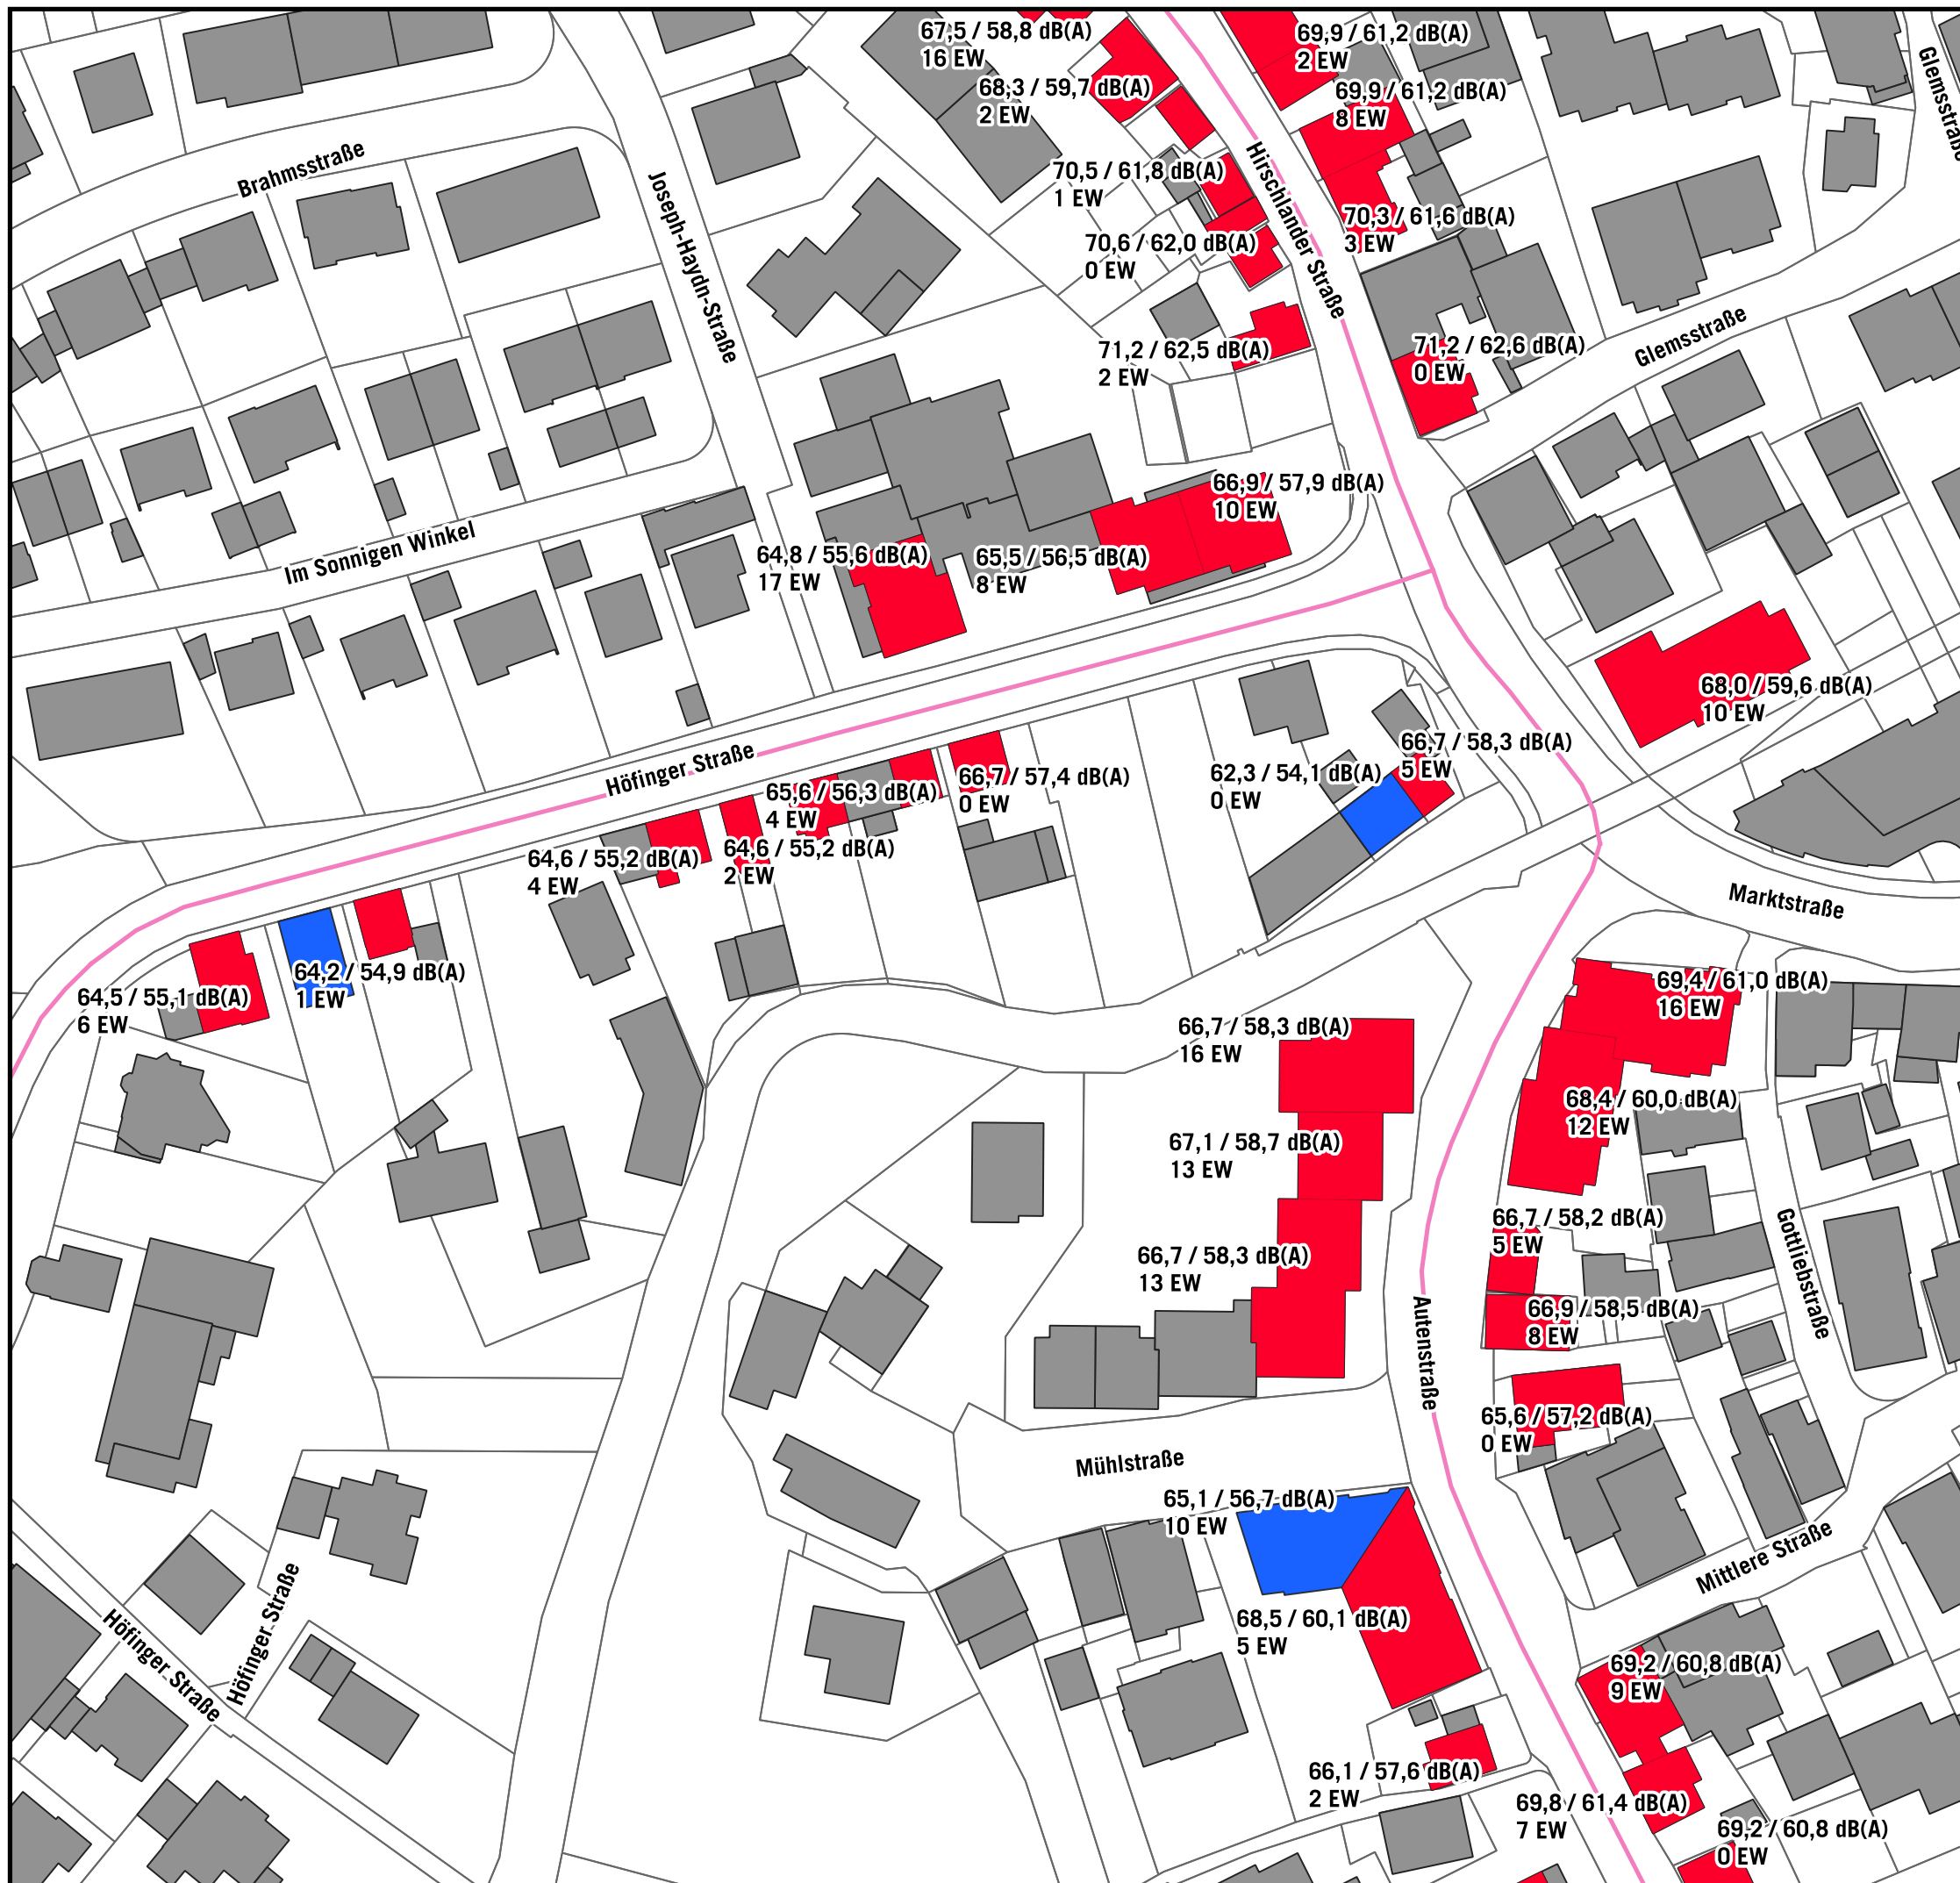 67,5 / 58,8 dB(A)
16 EW
69,9 / 61,2 dB(A)
2 EW
68,3 / 59,7 dB(A)
2 EW
69,9 / 61,2 dB(A)
8 EW
Glemsstraße
Brahmsstraße
Joseph-Haydn-Straße
70,5 / 61,8 dB(A)
1 EW
Hirschlander Straße
70,3 / 61,6 dB(A)
3 EW
70,6 / 62,0 dB(A)
0 EW
71,2 / 62,5 dB(A)
2 EW
71,2 / 62,6 dB(A)
0 EW
Glemsstraße
66,9 / 57,9 dB(A)
10 EW
Im Sonnigen Winkel
64,8 / 55,6 dB(A)
17 EW
65,5 / 56,5 dB(A)
8 EW
68,0 / 59,6 dB(A)
10 EW
Höfinger Straße
66,7 / 58,3 dB(A)
5 EW
62,3 / 54,1 dB(A)
0 EW
66,7 / 57,4 dB(A)
0 EW
65,6 / 56,3 dB(A)
4 EW
64,6 / 55,2 dB(A)
2 EW
64,6 / 55,2 dB(A)
4 EW
Marktstraße
64,2 / 54,9 dB(A)
1 EW
64,5 / 55,1 dB(A)
6 EW
69,4 / 61,0 dB(A)
16 EW
66,7 / 58,3 dB(A)
16 EW
68,4 / 60,0 dB(A)
12 EW
67,1 / 58,7 dB(A)
13 EW
66,7 / 58,2 dB(A)
5 EW
66,7 / 58,3 dB(A)
13 EW
Gottliebstraße
66,9 / 58,5 dB(A)
8 EW
Autenstraße
65,6 / 57,2 dB(A)
0 EW
Mühlstraße
65,1 / 56,7 dB(A)
10 EW
Mittlere Straße
68,5 / 60,1 dB(A)
5 EW
Höfinger Straße
Höfinger Straße
69,2 / 60,8 dB(A)
9 EW
66,1 / 57,6 dB(A)
2 EW
69,8 / 61,4 dB(A)
7 EW
69,2 / 60,8 dB(A)
0 EW